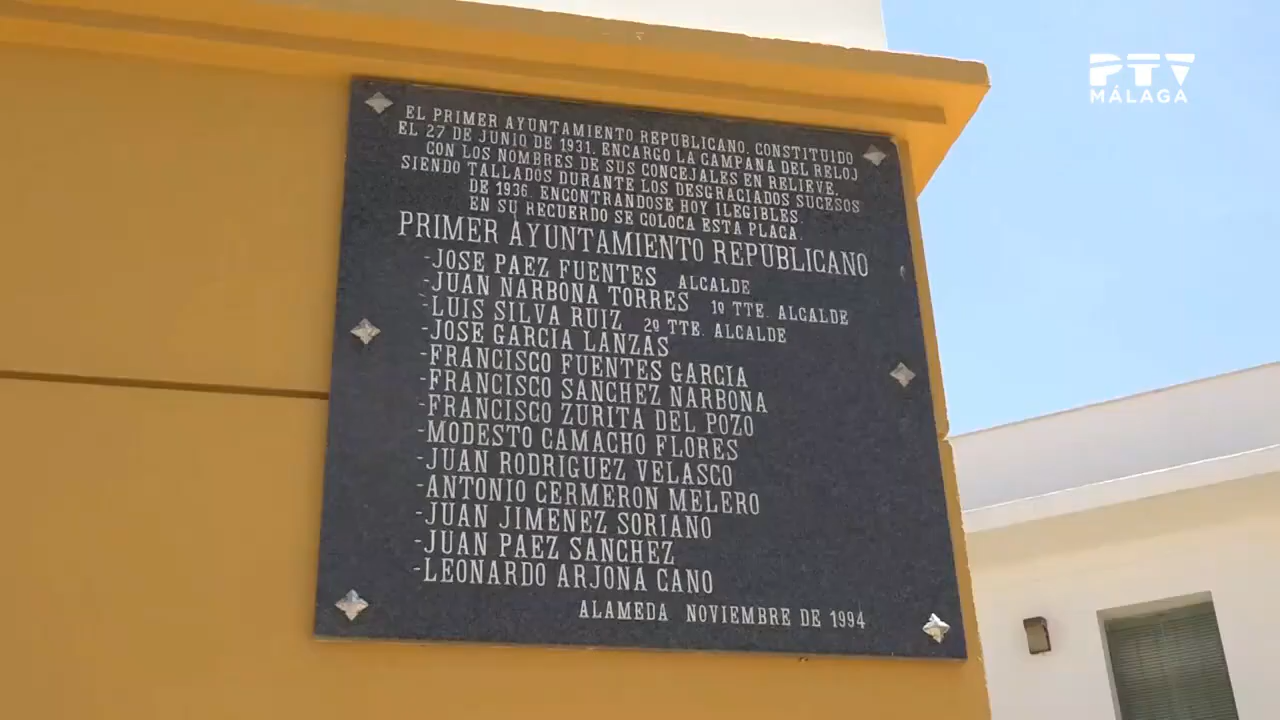 PTV
MÁLAGA
EL PRIMER AYUNTAMIENTO REPUBLICANO, CONSTITUIDO
EL 27 DE JUNIO DE 1931, ENCARGO LA CAMPANA DEL RELOJ
CON LOS NOMBRES DE SUS CONCEJALES EN RELIEVE,
SIENDO TALLADOS DURANTE LOS DESGRACIADOS SUCESOS
DE 1936, ENCONTRANDOSE HOY ILEGIBLES.
EN SU RECUERDO SE COLOCA ESTA PLACA.
PRIMER AYUNTAMIENTO REPUBLICANO
-JOSE PAEZ FUENTES ALCALDE
-JUAN NARBONA TORRES 1º TTE. ALCALDE
-LUIS SILVA RUIZ 2º TTE. ALCALDE
-JOSE GARCIA LANZAS
-FRANCISCO FUENTES GARCIA
-FRANCISCO SANCHEZ NARBONA
-FRANCISCO ZURITA DEL POZO
-MODESTO CAMACHO FLORES
-JUAN RODRIGUEZ VELASCO
-ANTONIO CERMERON MELERO
-JUAN JIMENEZ SORIANO
-JUAN PAEZ SANCHEZ
-LEONARDO ARJONA CANO
ALAMEDA NOVIEMBRE DE 1994